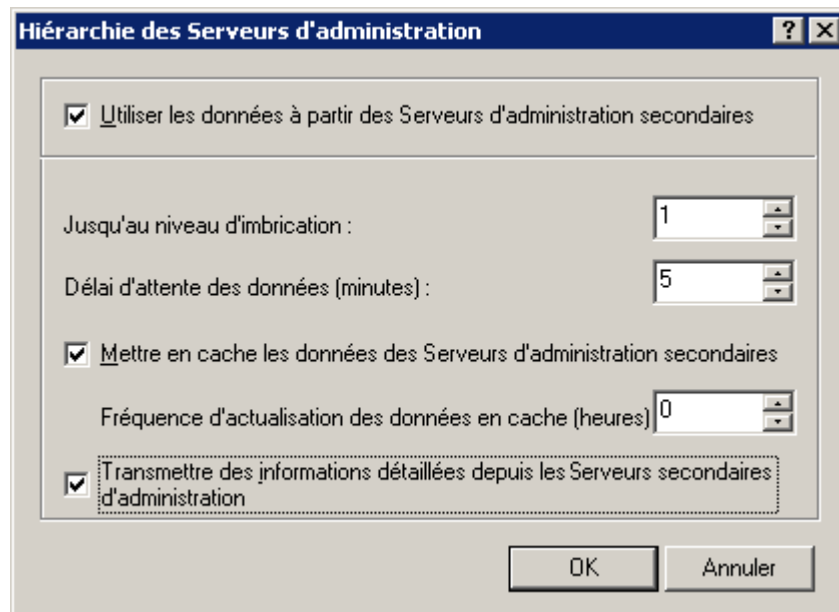 Hiérarchie des Serveurs d'administration
Utiliser les données à partir des Serveurs d'administration secondaires
Jusqu'au niveau d'imbrication : 1
Délai d'attente des données (minutes) : 5
Mettre en cache les données des Serveurs d'administration secondaires
Fréquence d'actualisation des données en cache (heures) 0
Transmettre des informations détaillées depuis les Serveurs secondaires
d'administration
OK Annuler